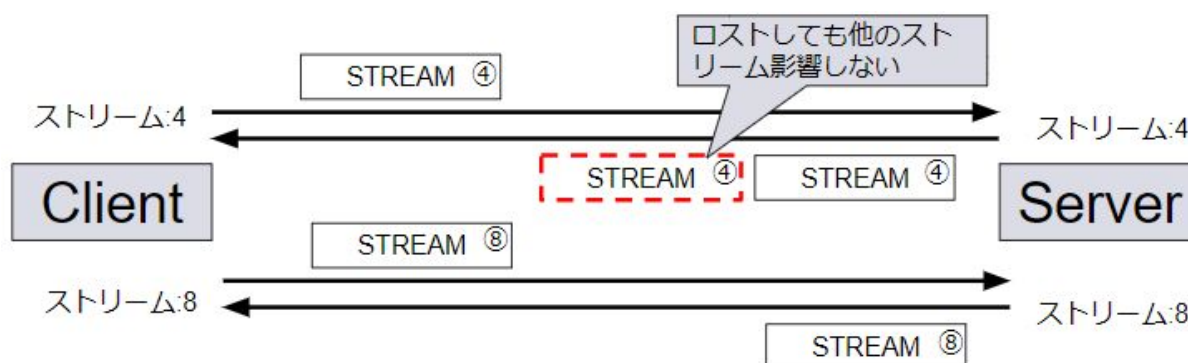 ロストしても他のスト
リーム影響しない
STREAM ④
ストリーム:4
ストリーム:4
STREAM ④
STREAM ④
Client
Server
STREAM ⑧
ストリーム:8
ストリーム:8
STREAM ⑧